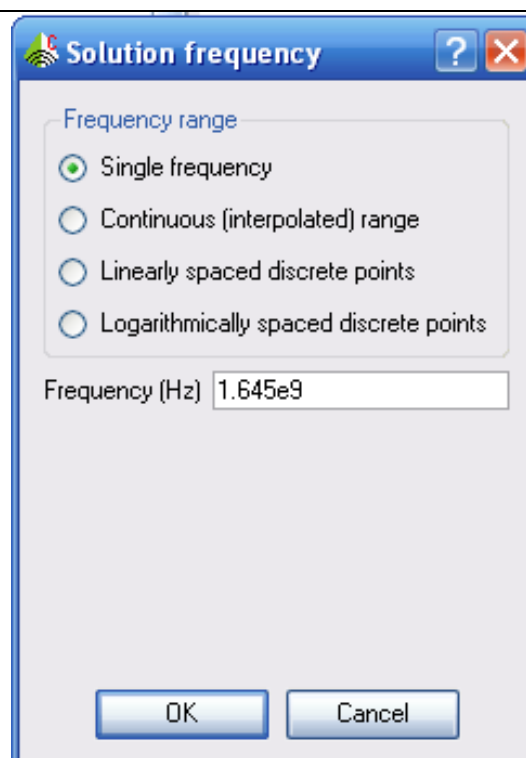 Solution frequency
Frequency range
Single frequency
Continuous (interpolated) range
Linearly spaced discrete points
Logarithmically spaced discrete points
Frequency (Hz) 1.645e9
OK Cancel